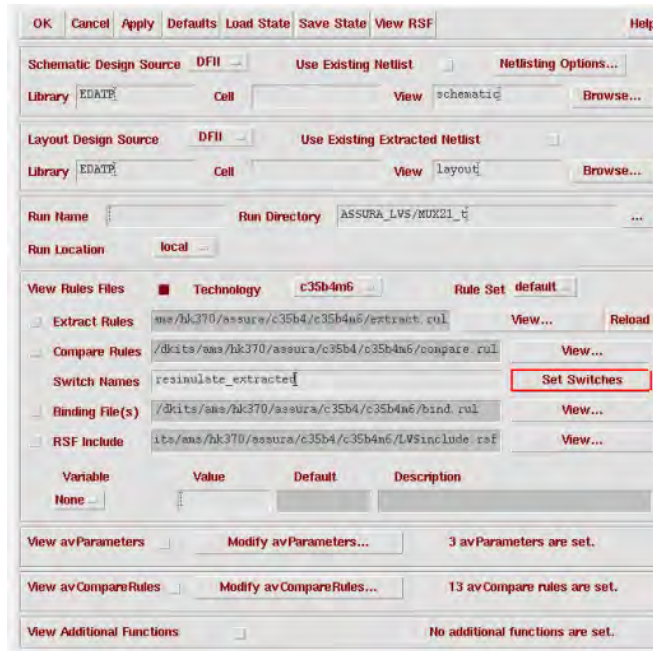 OK Cancel Apply Defaults Load State Save State View RSF Help
Schematic Design Source DFII Use Existing Netlist Netlisting Options...
Library EDATP Cell View schematic Browse...
Layout Design Source DFII Use Existing Extracted Netlist
Library EDATP Cell View layout Browse...
Run Name Run Directory ASSURA_LVS/MUX21_t ...
Run Location local
View Rules Files Technology c35b4m6 Rule Set default
Extract Rules ams/hk370/assura/c35b4/c35b4m6/extract.rul View... Reload
Compare Rules /dkits/ams/hk370/assura/c35b4/c35b4m6/compare.rul View...
Switch Names resimulate_extracted Set Switches
Binding File(s) /dkits/ams/hk370/assura/c35b4/c35b4m6/bind.rul View...
RSF Include its/ams/hk370/assura/c35b4/c35b4m6/LVSinclude.rsf View...
Variable Value Default Description
None
View avParameters Modify avParameters... 3 avParameters are set.
View avCompareRules Modify avCompareRules... 13 avCompare rules are set.
View Additional Functions No additional functions are set.